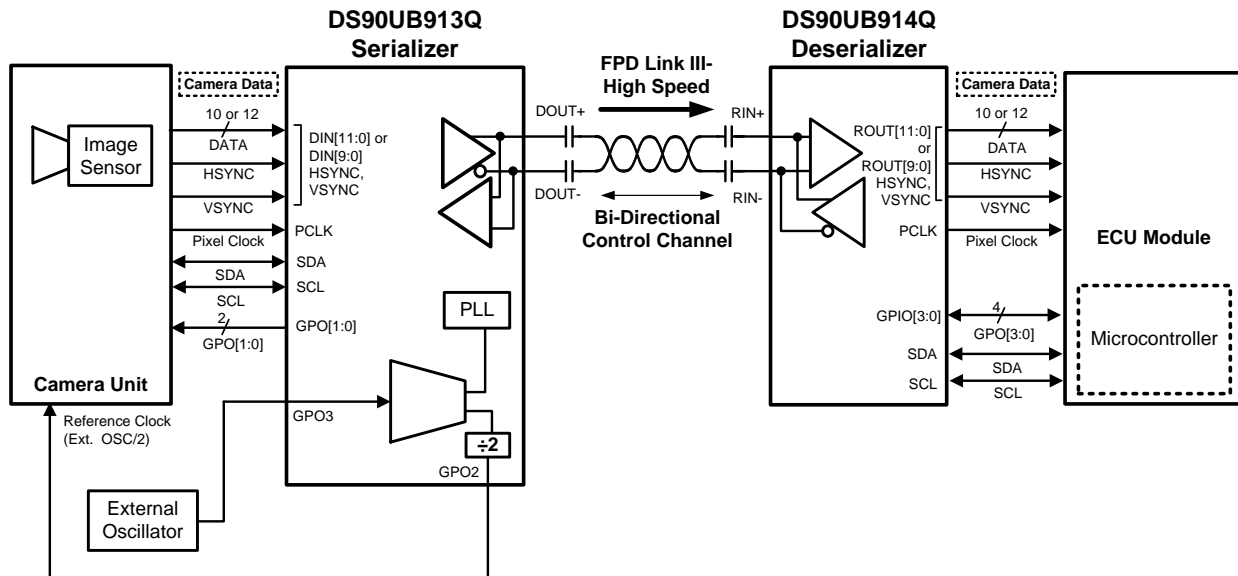 DS90UB913Q
Serializer
DS90UB914Q
Deserializer
Camera Data
10 or 12
DATA
HSYNC
VSYNC
Pixel Clock
SDA
SCL
2
GPO[1:0]
Image
Sensor
Camera Unit
Reference Clock
(Ext. OSC/2)
External
Oscillator
DIN[11:0] or
DIN[9:0]
HSYNC,
VSYNC
PCLK
SDA
SCL
GPO[1:0]
GPO3
PLL
÷2
GPO2
FPD Link III-
High Speed
DOUT+
DOUT-
RIN+
RIN-
Bi-Directional
Control Channel
ROUT[11:0]
or
ROUT[9:0]
HSYNC,
VSYNC
PCLK
GPIO[3:0]
SDA
SCL
Camera Data
10 or 12
DATA
HSYNC
VSYNC
Pixel Clock
4
GPO[3:0]
SDA
SCL
ECU Module
Microcontroller